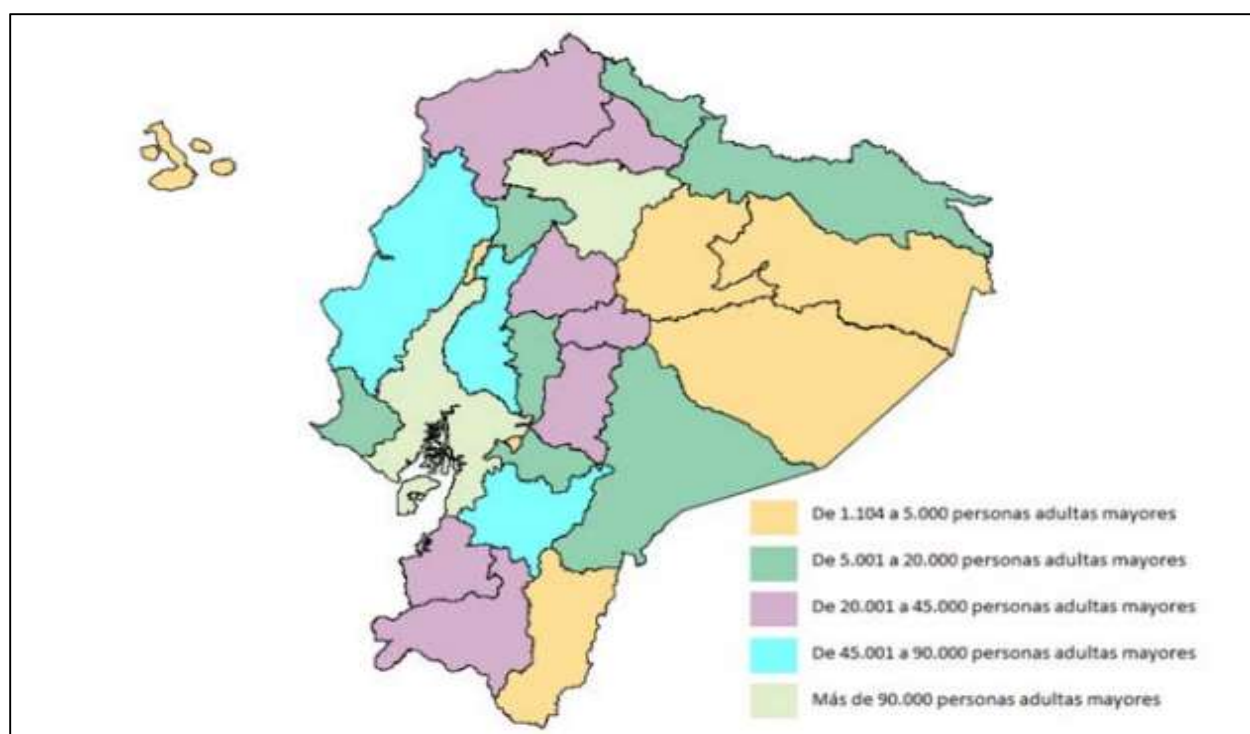 De 1.104 a 5.000 personas adultas mayores
De 5.001 a 20.000 personas adultas mayores
De 20.001 a 45.000 personas adultas mayores
De 45.001 a 90.000 personas adultas mayores
Más de 90.000 personas adultas mayores